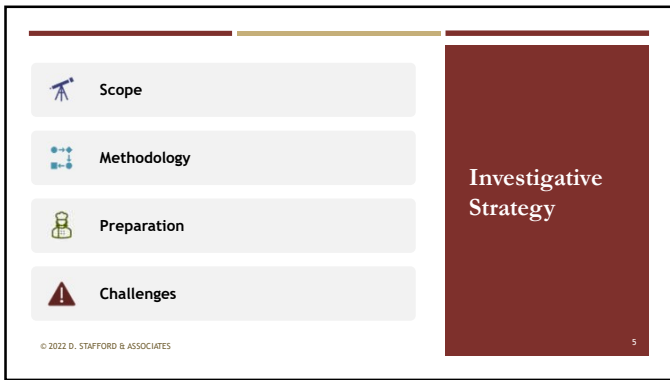 Scope
Methodology
Preparation
Challenges
Investigative
Strategy
© 2022 D. STAFFORD & ASSOCIATES
5